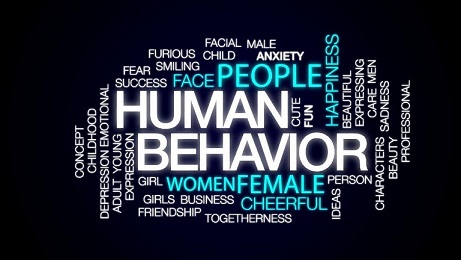 FACIAL MALE
FURIOUS CHILD ANXIETY
FEAR SMILING
SUCCESS FACE PEOPLE
HUMAN
BEHAVIOR
CUTE
FUN
HAPPINESS
BEAUTIFUL
EXPRESSING
CARE MEN
SADNESS
PROFESSIONAL
BEAUTY
CHARACTERS
CONCEPT
CHILDHOOD
DEPRESSION EMOTIONAL
ADULT YOUNG
EXPRESSION
GIRL WOMEN FEMALE PERSON
GIRLS BUSINESS CHEERFUL
IDEAS
FRIENDSHIP
TOGETHERNESS